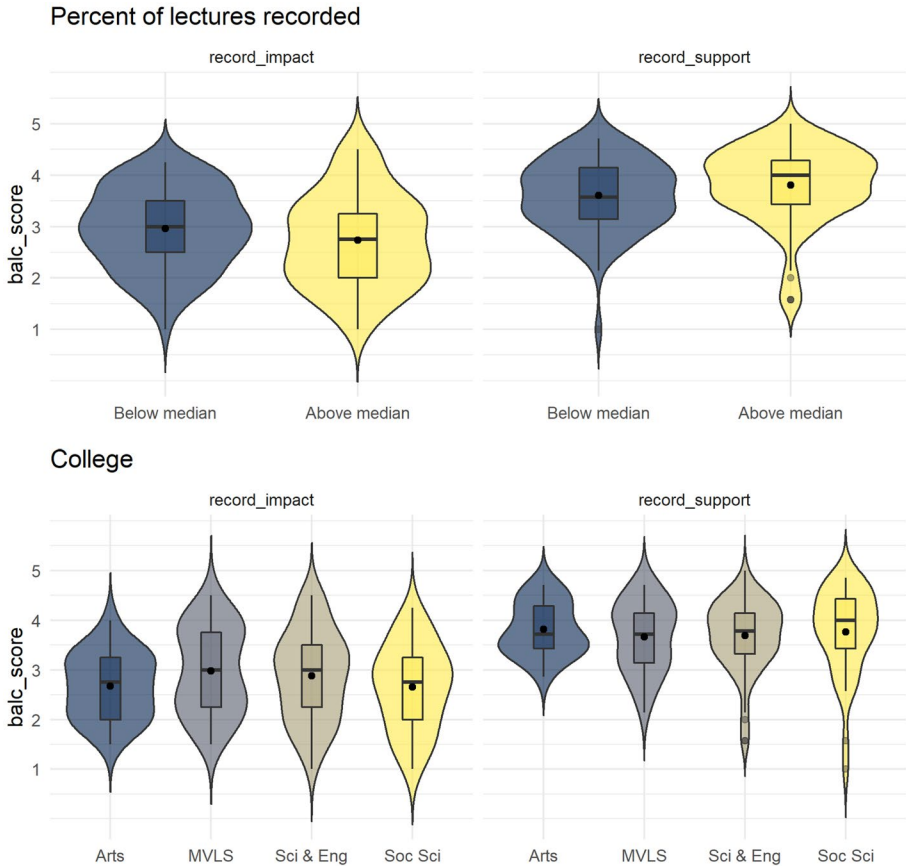 Percent of lectures recorded
record_impact record_support
balc_score
5
4
3
2
1
Below median Above median Below median Above median
College
record_impact record_support
balc_score
5
4
3
2
1
Arts MVLS Sci & Eng Soc Sci Arts MVLS Sci & Eng Soc Sci